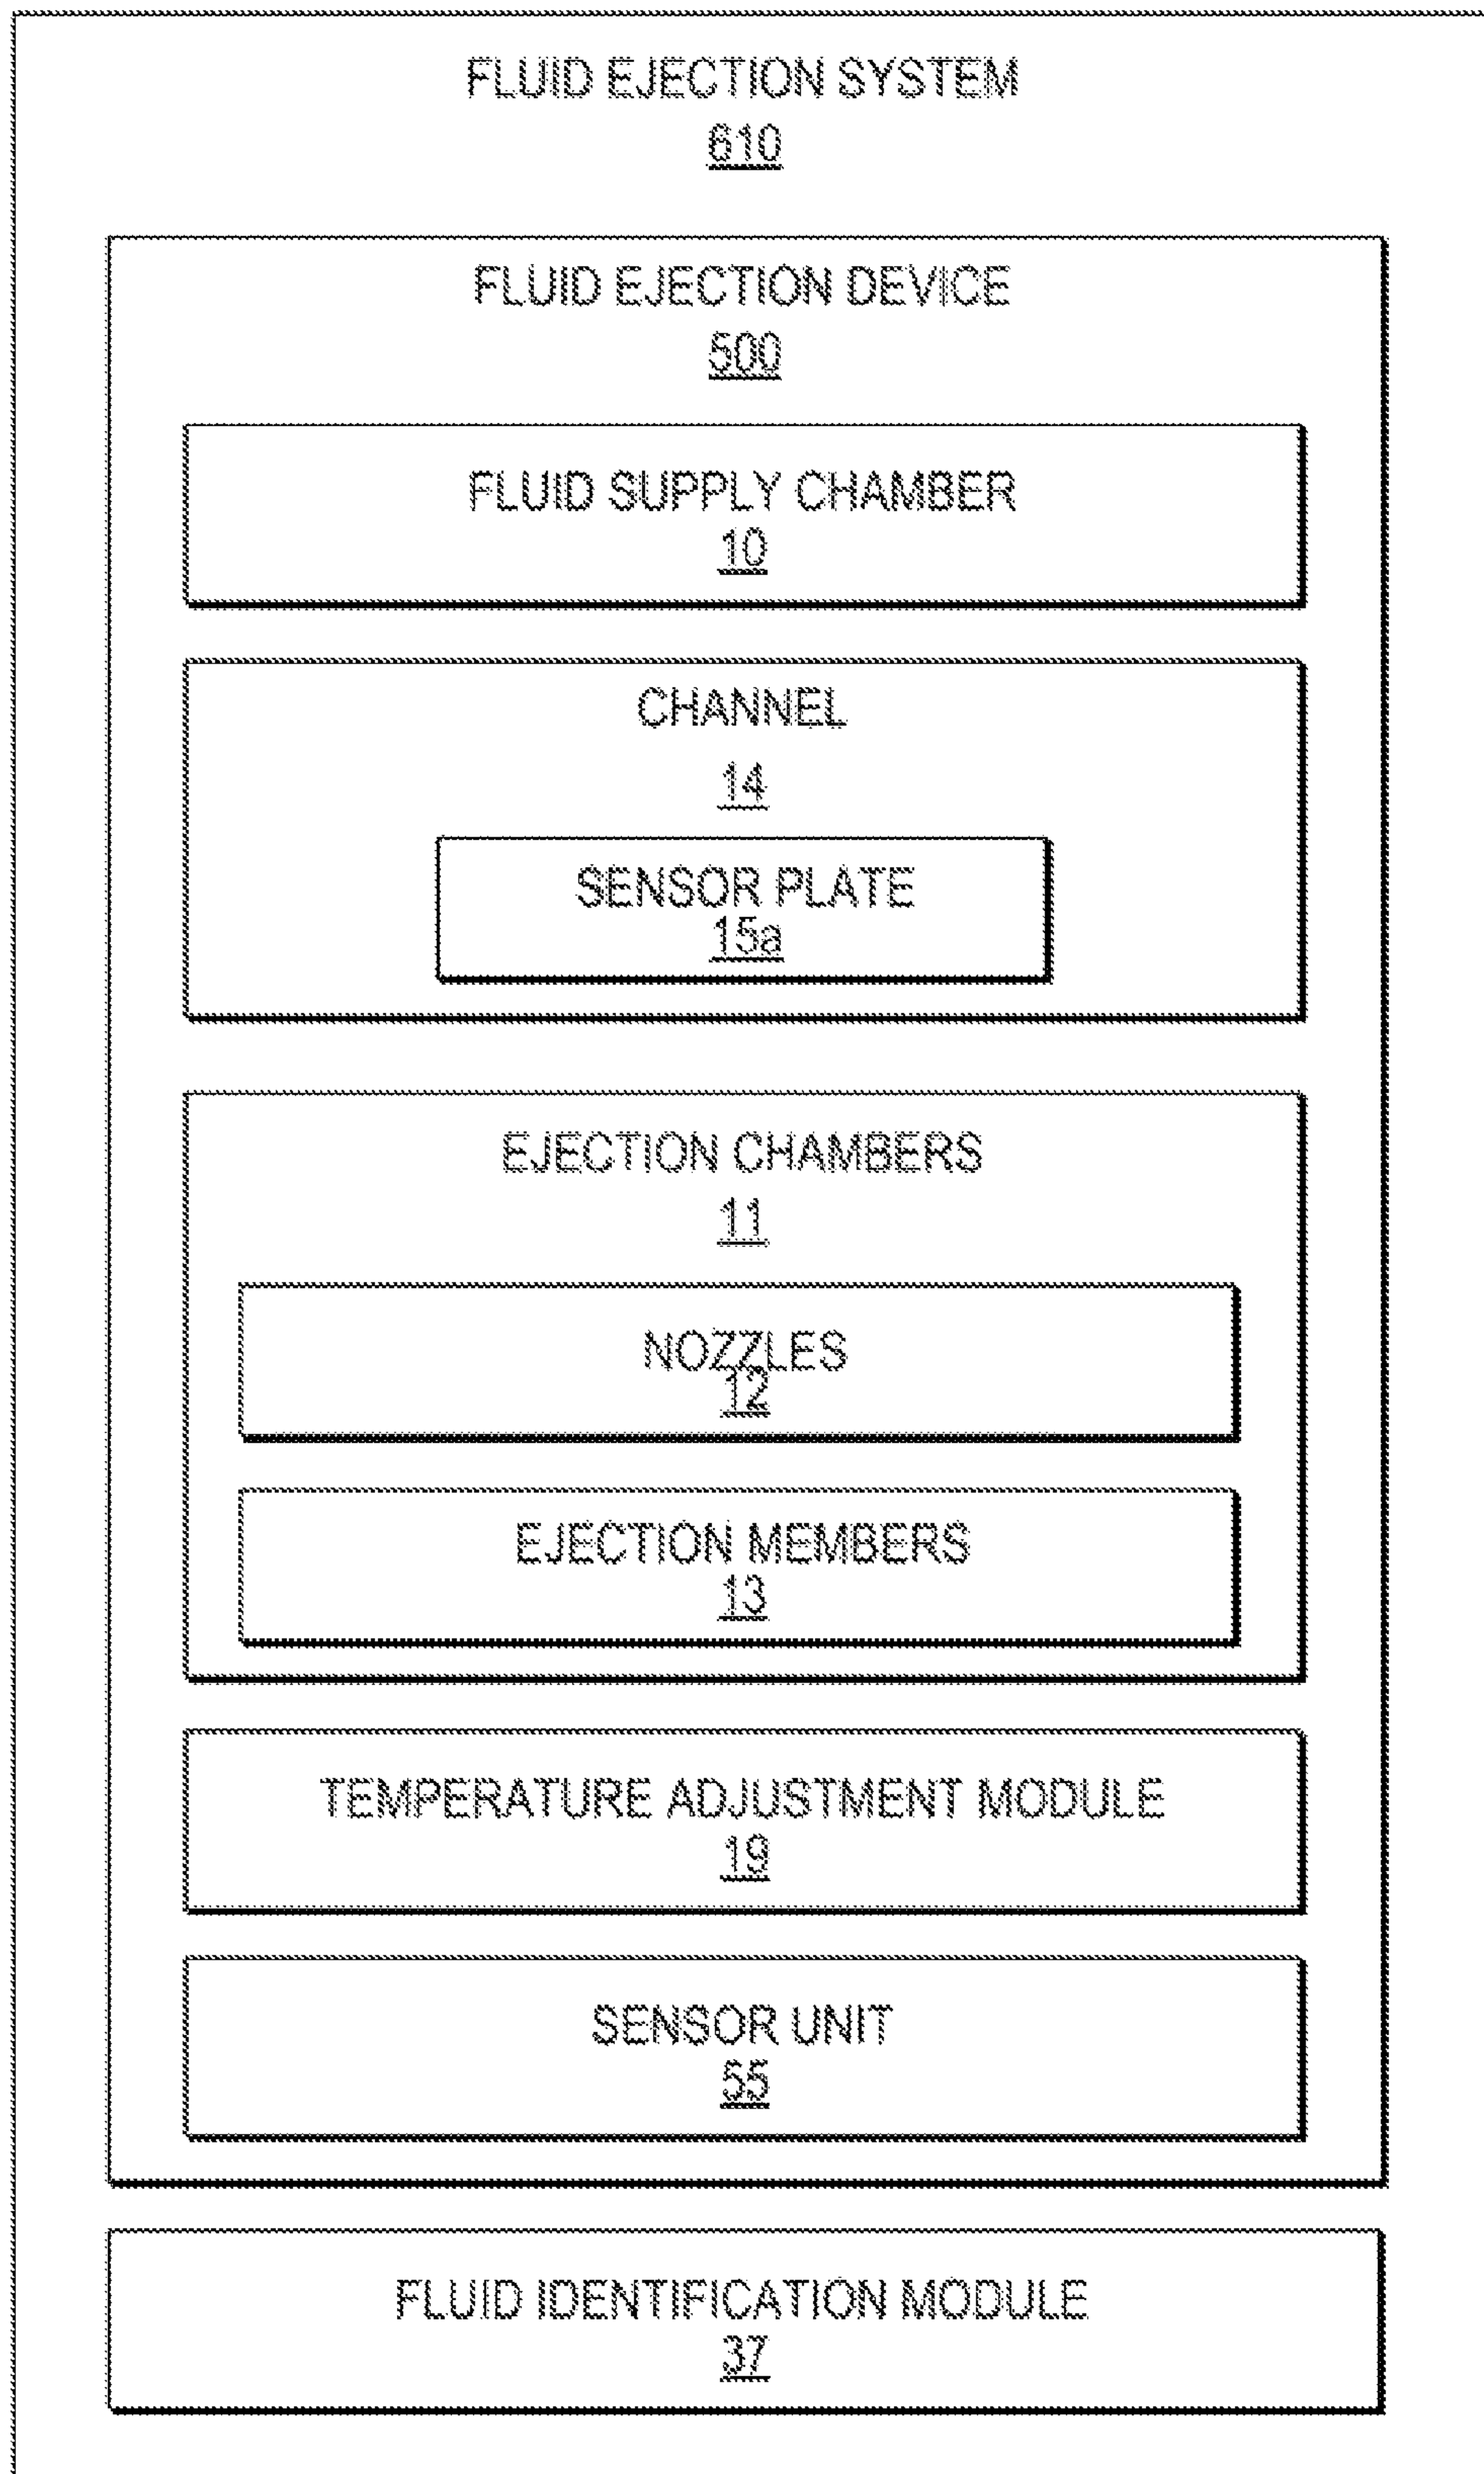 FLUID EJECTION SYSTEM
610
FLUID EJECTION DEVICE
500
FLUID SUPPLY CHAMBER
10
CHANNEL
14
SENSOR PLATE
15a
EJECTION CHAMBERS
11
NOZZLES
12
EJECTION MEMBERS
13
TEMPERATURE ADJUSTMENT MODULE
19
SENSOR UNIT
55
FLUID IDENTIFICATION MODULE
37